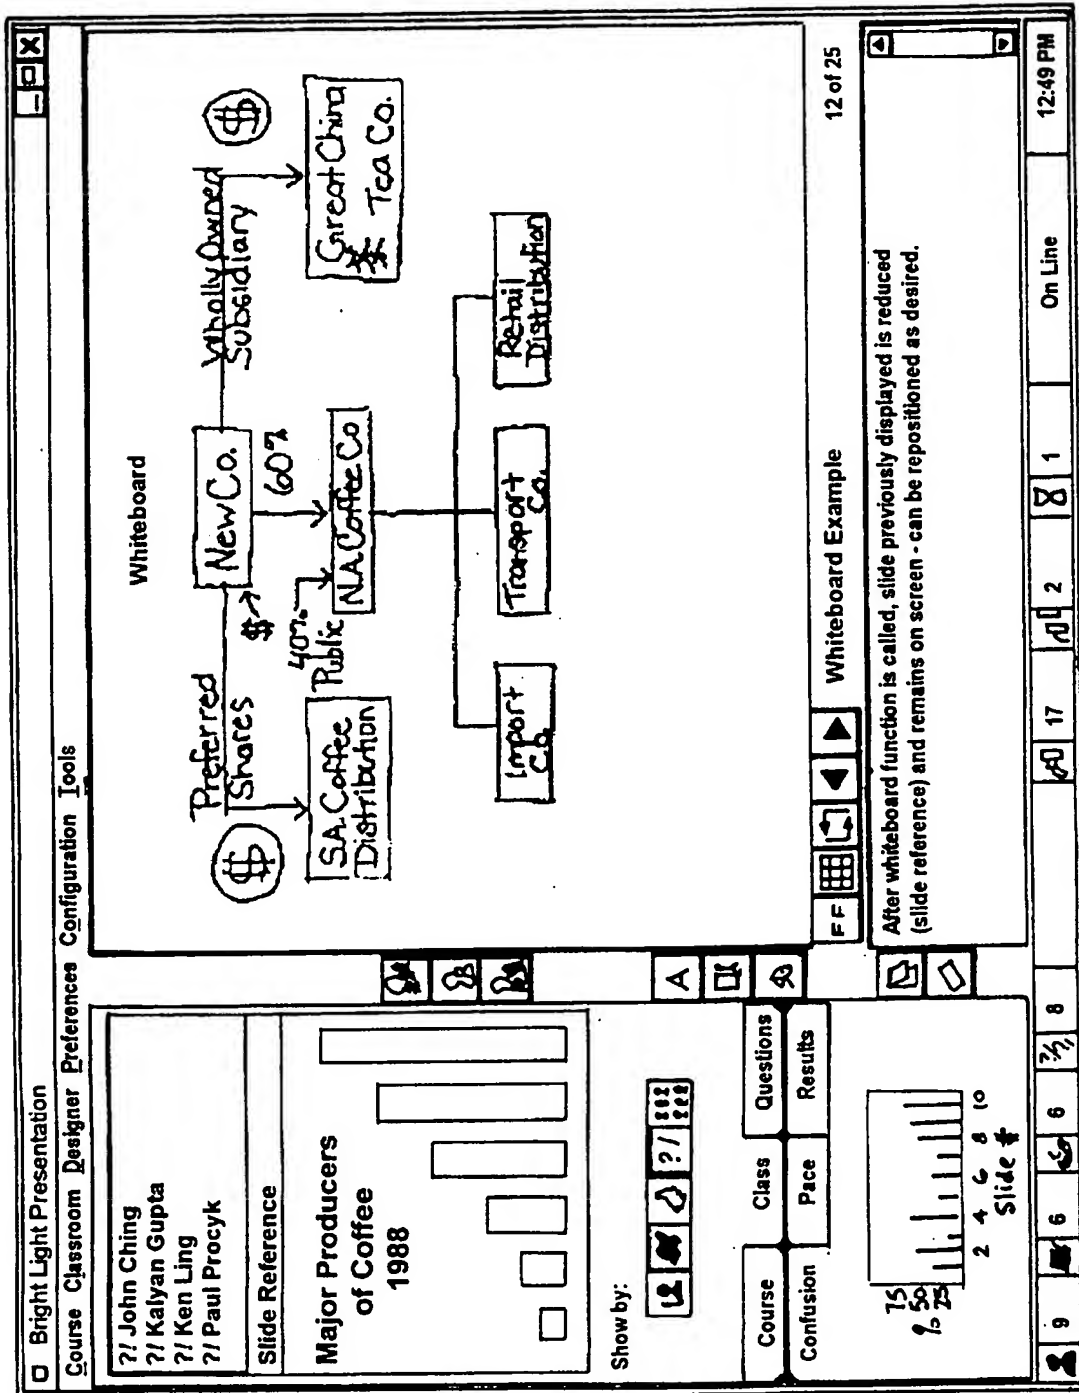 Bright Light Presentation
Course Classroom Designer Preferences Configuration Tools
?/ John Ching
?/ Kalyan Gupta
?/ Ken Ling
?/ Paul Procyk
Slide Reference
Major Producers
of Coffee
1988
Show by:
?/
Course Class Questions
Confusion Pace Results
75
% 50
25
2 4 6 8 10
Slide #
A
Whiteboard
Preferred
Shares
$
New Co.
Wholly Owned
Subsidiary
$
$
60%
40%
Public
S.A. Coffee
Distribution
N.A. Coffee Co
Great China
Tea Co.
Import
Co.
Transport
Co.
Retail
Distribution
FF
Whiteboard Example
12 of 25
After whiteboard function is called, slide previously displayed is reduced
(slide reference) and remains on screen - can be repositioned as desired.
9 6 6 8 17 2 1 On Line 12:49 PM